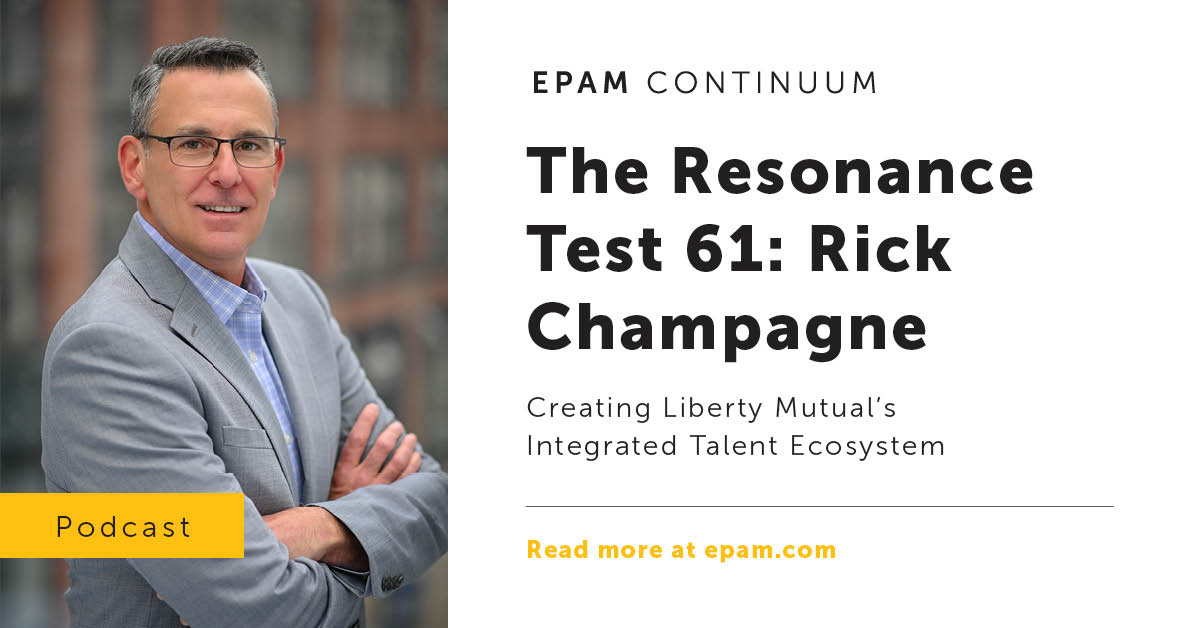 EPAM CONTINUUM
The Resonance
Test 61: Rick
Champagne
Creating Liberty Mutual’s
Integrated Talent Ecosystem
Podcast
Read more at epam.com